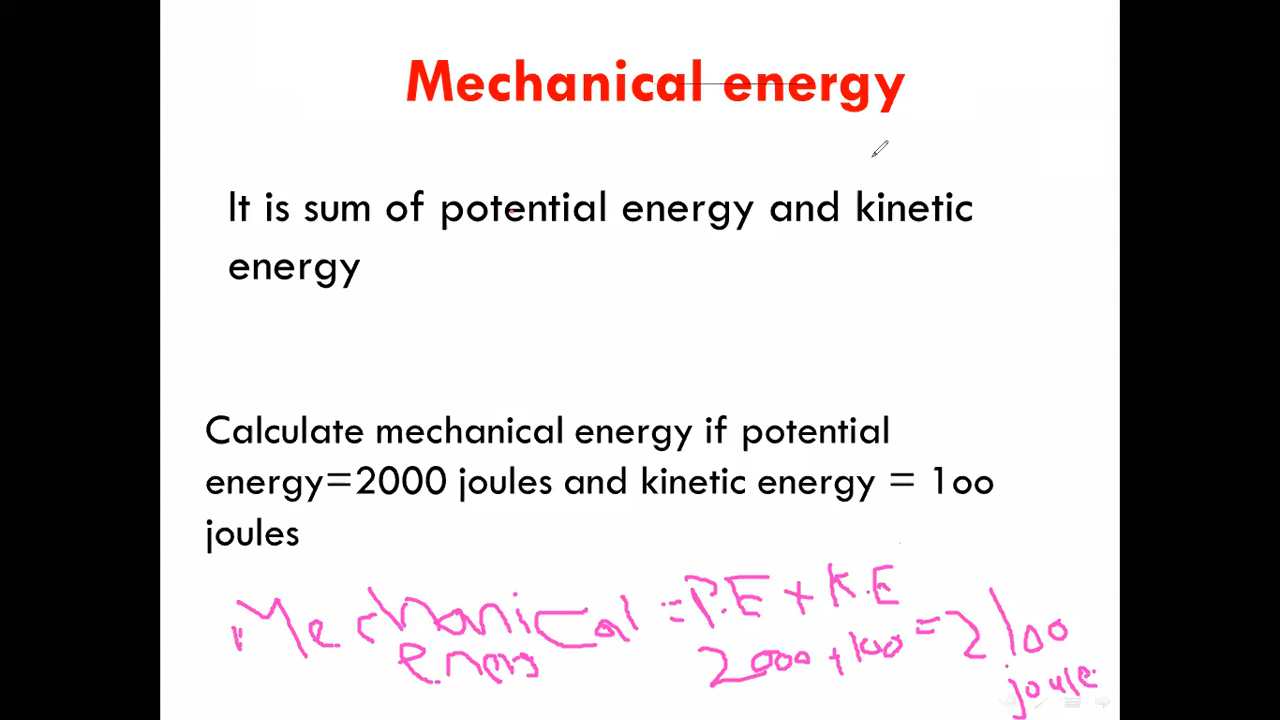 Mechanical energy
It is sum of potential energy and kinetic
energy
Calculate mechanical energy if potential
energy=2000 joules and kinetic energy = 1oo
joules
Mechanical = P.E + K.E
2000 + 100 = 2100
joule